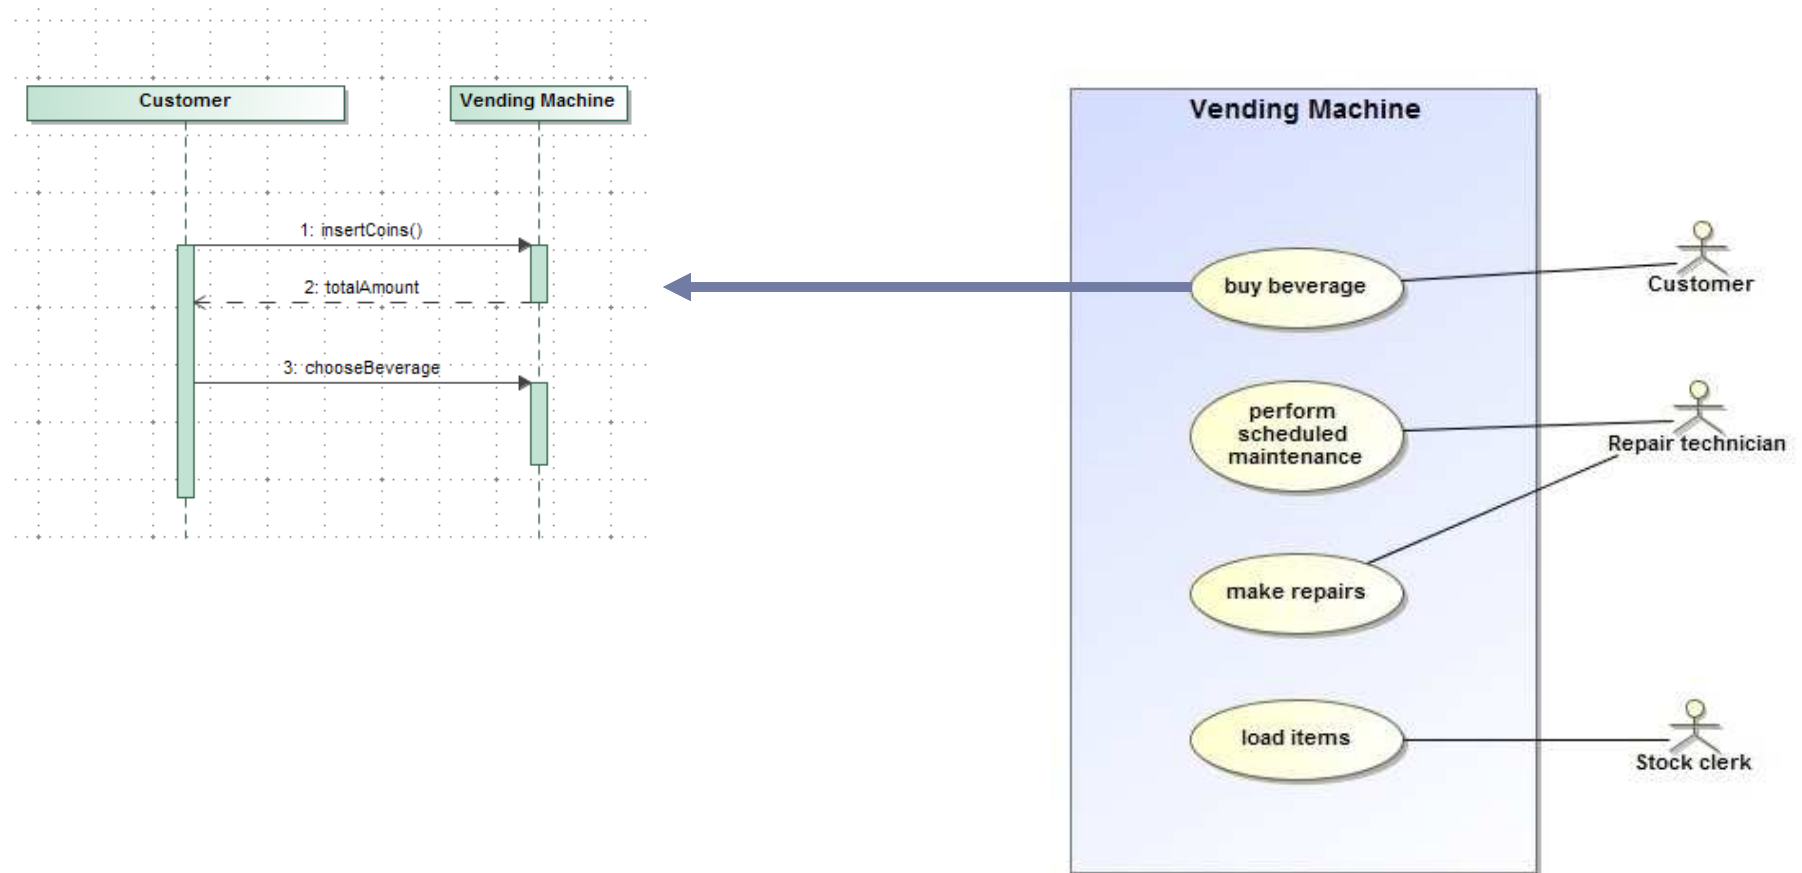 Customer
Vending Machine
1: insertCoins()
2: totalAmount
3: chooseBeverage
Vending Machine
buy beverage
perform
scheduled
maintenance
make repairs
load items
Customer
Repair technician
Stock clerk